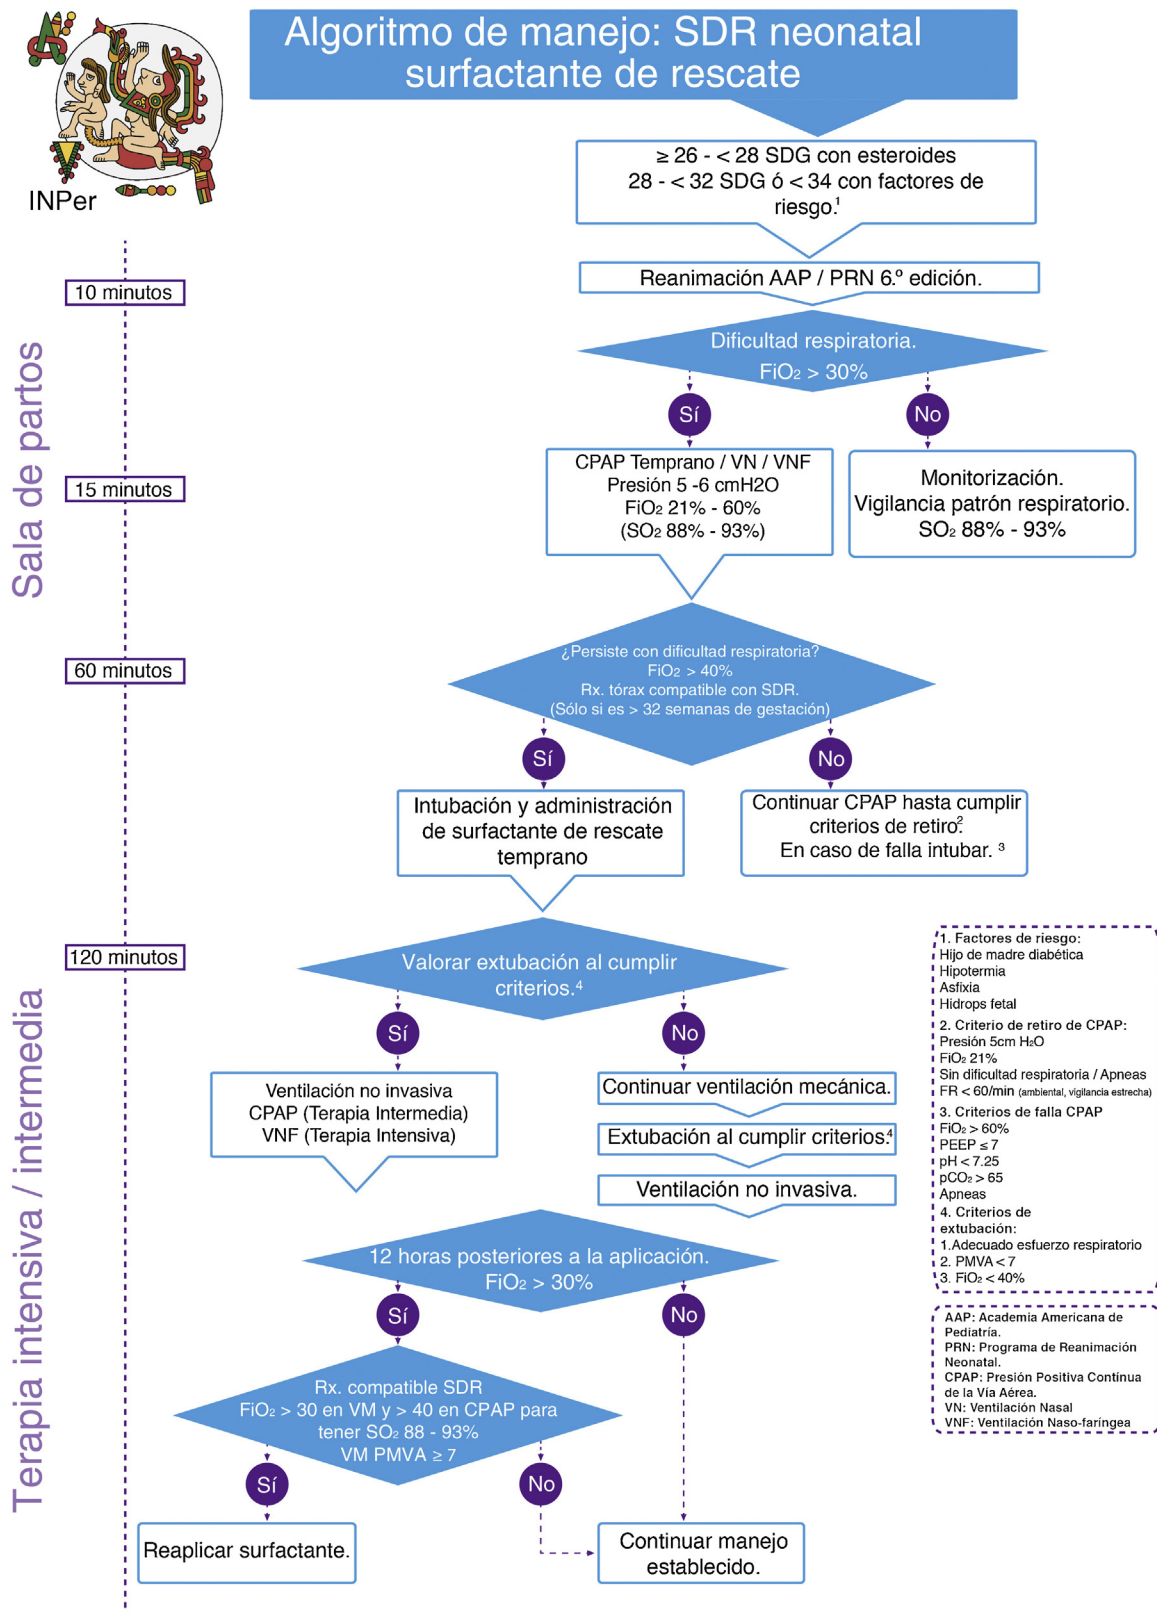 Algoritmo de manejo: SDR neonatal
surfactante de rescate
INPer
≥ 26 - < 28 SDG con esteroides
28 - < 32 SDG ó < 34 con factores de
riesgo.¹
Reanimación AAP / PRN 6.º edición.
10 minutos
Sala de partos
Dificultad respiratoria.
FiO₂ > 30%
Sí
No
15 minutos
CPAP Temprano / VN / VNF
Presión 5 -6 cmH2O
FiO₂ 21% - 60%
(SO₂ 88% - 93%)
Monitorización.
Vigilancia patrón respiratorio.
SO₂ 88% - 93%
60 minutos
¿Persiste con dificultad respiratoria?
FiO₂ > 40%
Rx. tórax compatible con SDR.
(Sólo si es > 32 semanas de gestación)
Sí
No
Intubación y administración
de surfactante de rescate
temprano
Continuar CPAP hasta cumplir
criterios de retiro².
En caso de falla intubar. ³
120 minutos
Terapia intensiva / intermedia
Valorar extubación al cumplir
criterios.⁴
Sí
No
Ventilación no invasiva
CPAP (Terapia Intermedia)
VNF (Terapia Intensiva)
Continuar ventilación mecánica.
Extubación al cumplir criterios.⁴
Ventilación no invasiva.
12 horas posteriores a la aplicación.
FiO₂ > 30%
Sí
No
Rx. compatible SDR
FiO₂ > 30 en VM y > 40 en CPAP para
tener SO₂ 88 - 93%
VM PMVA ≥ 7
Sí
No
Reaplicar surfactante.
Continuar manejo
establecido.
1. Factores de riesgo:
Hijo de madre diabética
Hipotermia
Asfixia
Hidrops fetal
2. Criterio de retiro de CPAP:
Presión 5cm H₂O
FiO₂ 21%
Sin dificultad respiratoria / Apneas
FR < 60/min (ambiental, vigilancia estrecha)
3. Criterios de falla CPAP
FiO₂ > 60%
PEEP ≤ 7
pH < 7.25
pCO₂ > 65
Apneas
4. Criterios de
extubación:
1.Adecuado esfuerzo respiratorio
2. PMVA < 7
3. FiO₂ < 40%
AAP: Academia Americana de
Pediatría.
PRN: Programa de Reanimación
Neonatal.
CPAP: Presión Positiva Contínua
de la Vía Aérea.
VN: Ventilación Nasal
VNF: Ventilación Naso-faríngea